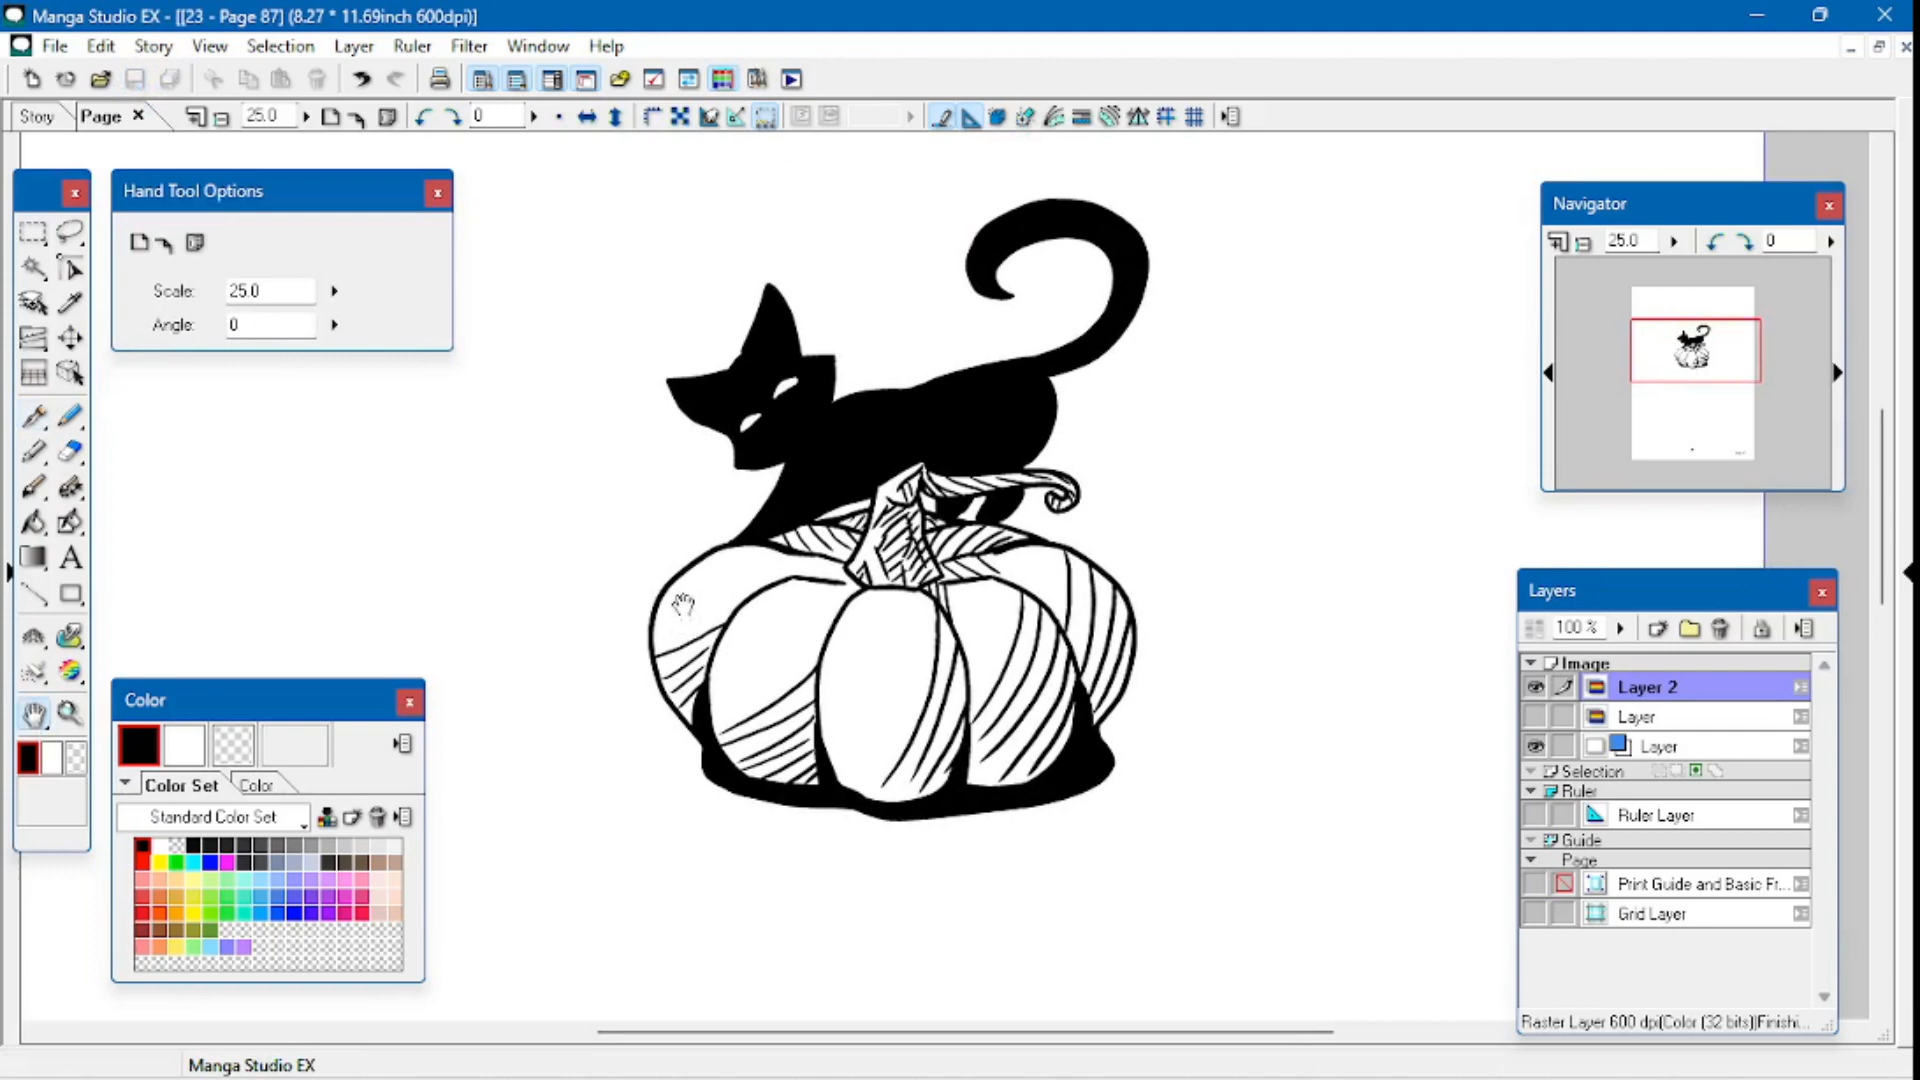 Manga Studio EX - [[23 - Page 87] (8.27 * 11.69inch 600dpi)]
File Edit Story View Selection Layer Ruler Filter Window Help
Story Page 25.0 0
Hand Tool Options
Scale: 25.0
Angle: 0
Navigator
25.0 0
Layers
100 %
Image
Layer 2
Layer
Layer
Selection
Ruler
Ruler Layer
Guide
Page
Print Guide and Basic Fr...
Grid Layer
Raster Layer 600 dpi(Color (32 bits)|Finishi...
A
Color
Color Set Color
Standard Color Set
Manga Studio EX